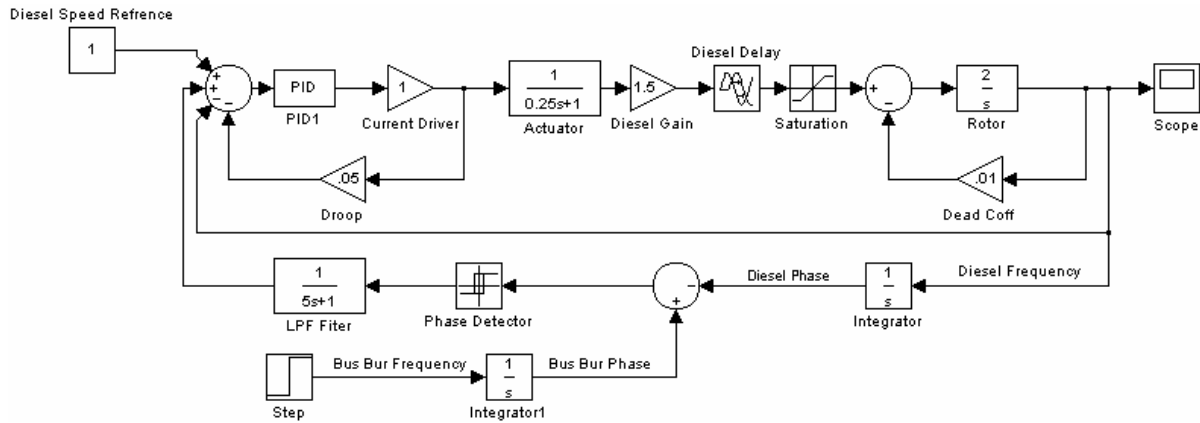 Diesel Speed Refrence
1
+
+
−
−
PID
PID1
1
Current Driver
1
0.25s+1
Actuator
1.5
Diesel Gain
Diesel Delay
Saturation
+
−
2
s
Rotor
Scope
.05
Droop
.01
Dead Coff
1
5s+1
LPF Fiter
Phase Detector
−
+
Diesel Phase
1
s
Integrator
Diesel Frequency
Step
Bus Bur Frequency
1
s
Integrator1
Bus Bur Phase